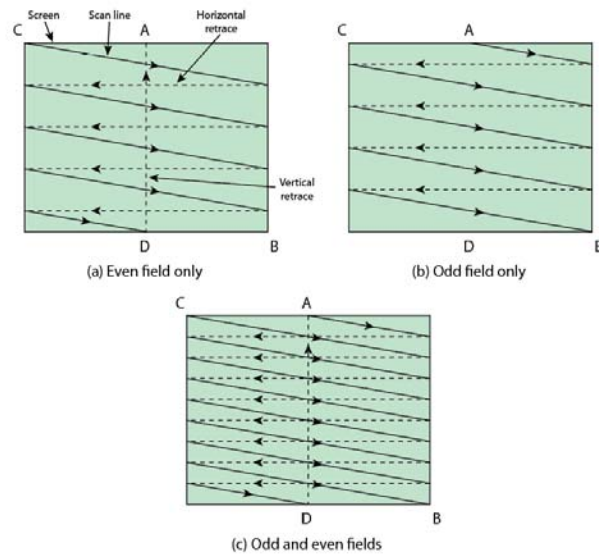 Screen
Scan line
Horizontal
retrace
C
A
Vertical
retrace
D
B
(a) Even field only
C
A
D
B
(b) Odd field only
C
A
D
B
(c) Odd and even fields